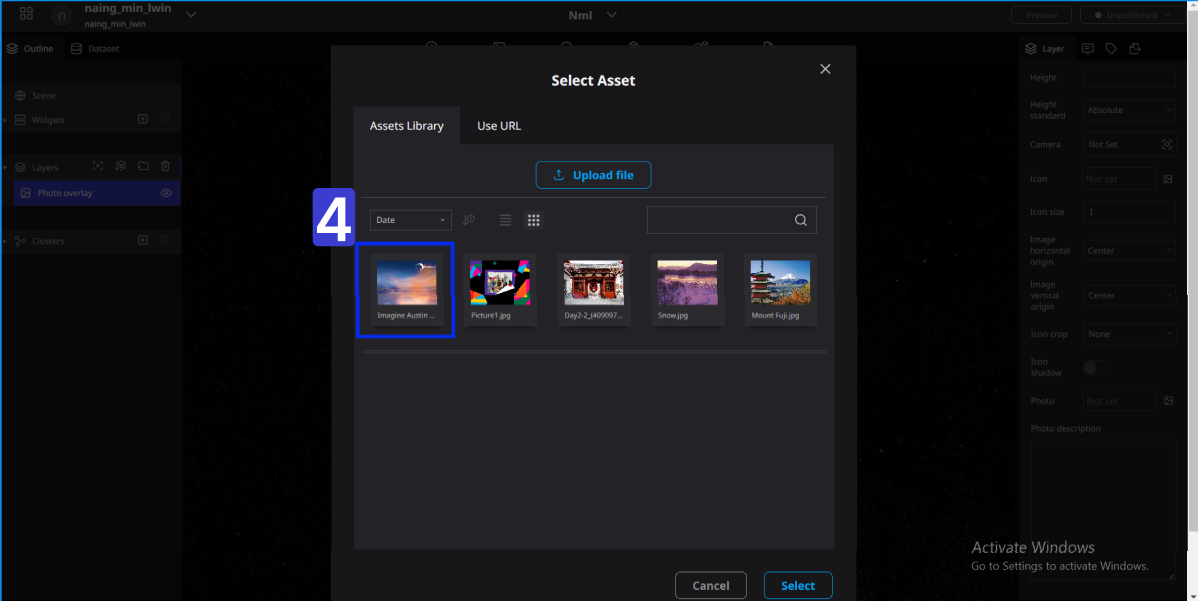 naing_min_lwin
n
naing_min_lwin
Nml
Preview
Unpublished
Outline
Dataset
Scene
Widgets
Layers
Photo overlay
Clusters
Select Asset
Assets Library
Use URL
Upload file
Date
4
Imagine Austin ...
Picture1.jpg
Day2-2_(409097...
Snow.jpg
Mount Fuji.jpg
Cancel
Select
Layer
Height
Height
standard
Absolute
Camera
Not Set
Icon
Not set
Icon size
1
Image
horizontal
origin
Center
Image
vertical
origin
Center
Icon crop
None
Icon
shadow
Photo
Not set
Photo description
Activate Windows
Go to Settings to activate Windows.